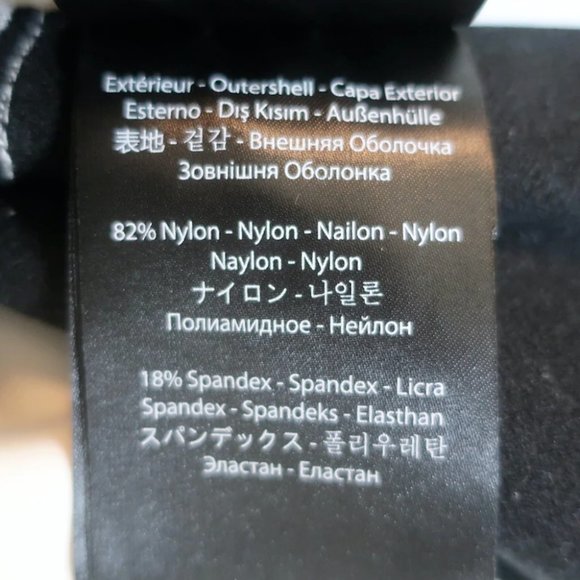 Extérieur - Outershell - Capa Exterior
Esterno - Dış Kısım - Außenhülle
表地 - 겉감 - Внешняя Оболочка
Зовнішня Оболонка
82% Nylon - Nylon - Nailon - Nylon
Naylon - Nylon
ナイロン - 나일론
Полиамидное - Нейлон
18% Spandex - Spandex - Licra
Spandex - Spandeks - Elasthan
スパンデックス - 폴리우레탄
Эластан - Еластан